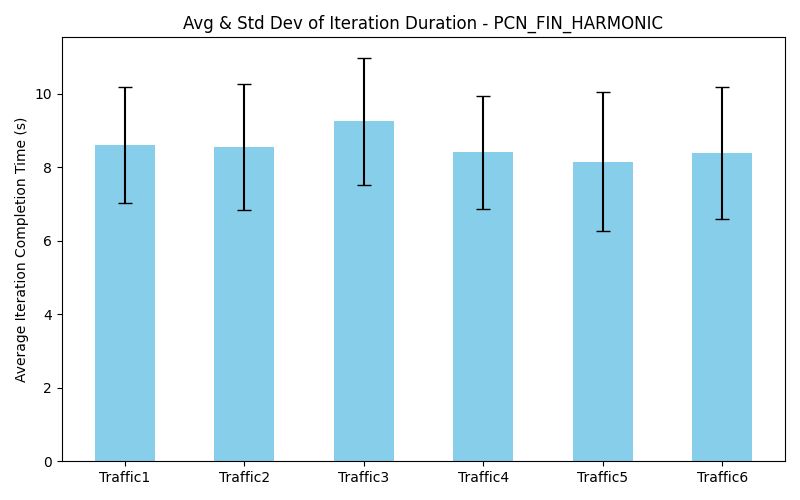 Avg & Std Dev of Iteration Duration - PCN_FIN_HARMONIC
Average Iteration Completion Time (s)
10
8
6
4
2
0
Traffic1 Traffic2 Traffic3 Traffic4 Traffic5 Traffic6